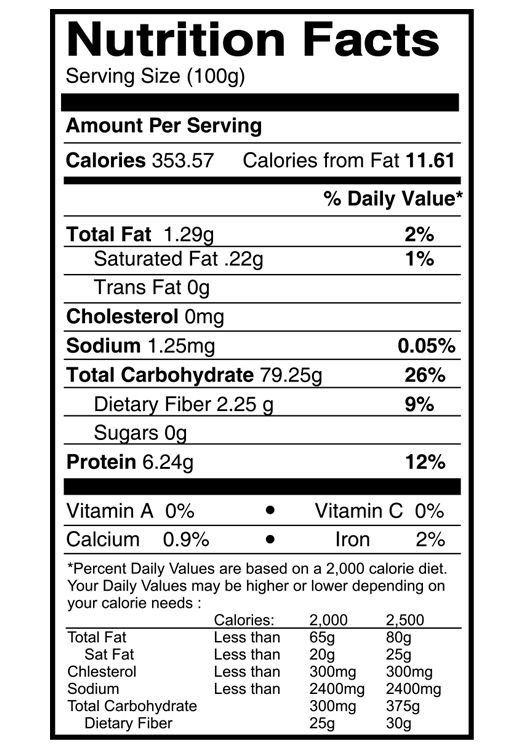 Nutrition Facts
Serving Size (100g)
Amount Per Serving
Calories 353.57 Calories from Fat 11.61
% Daily Value*
Total Fat 1.29g 2%
Saturated Fat .22g 1%
Trans Fat 0g
Cholesterol 0mg
Sodium 1.25mg 0.05%
Total Carbohydrate 79.25g 26%
Dietary Fiber 2.25 g 9%
Sugars 0g
Protein 6.24g 12%
Vitamin A 0% • Vitamin C 0%
Calcium 0.9% • Iron 2%
*Percent Daily Values are based on a 2,000 calorie diet.
Your Daily Values may be higher or lower depending on
your calorie needs :
Calories: 2,000 2,500
Total Fat Less than 65g 80g
Sat Fat Less than 20g 25g
Chlesterol Less than 300mg 300mg
Sodium Less than 2400mg 2400mg
Total Carbohydrate 300mg 375g
Dietary Fiber 25g 30g